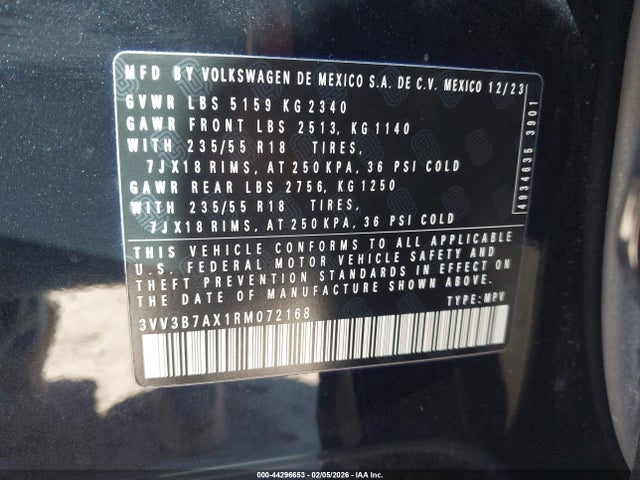 MFD BY VOLKSWAGEN DE MEXICO S.A. DE C.V. MEXICO 12/23
GVWR LBS 5159 KG 2340
GAWR FRONT LBS 2513, KG 1140
WITH 235/55 R18 TIRES,
7JX18 RIMS, AT 250 KPA, 36 PSI COLD
GAWR REAR LBS 2756, KG 1250
WITH 235/55 R18 TIRES,
7JX18 RIMS, AT 250 KPA, 36 PSI COLD
THIS VEHICLE CONFORMS TO ALL APPLICABLE
U.S. FEDERAL MOTOR VEHICLE SAFETY AND
THEFT PREVENTION STANDARDS IN EFFECT ON
THE DATE OF MANUFACTURE SHOWN ABOVE.
3VV3B7AX1RM072168 TYPE: MPV
4934635 3901
000-44296653 - 02/05/2026 - IAA Inc.